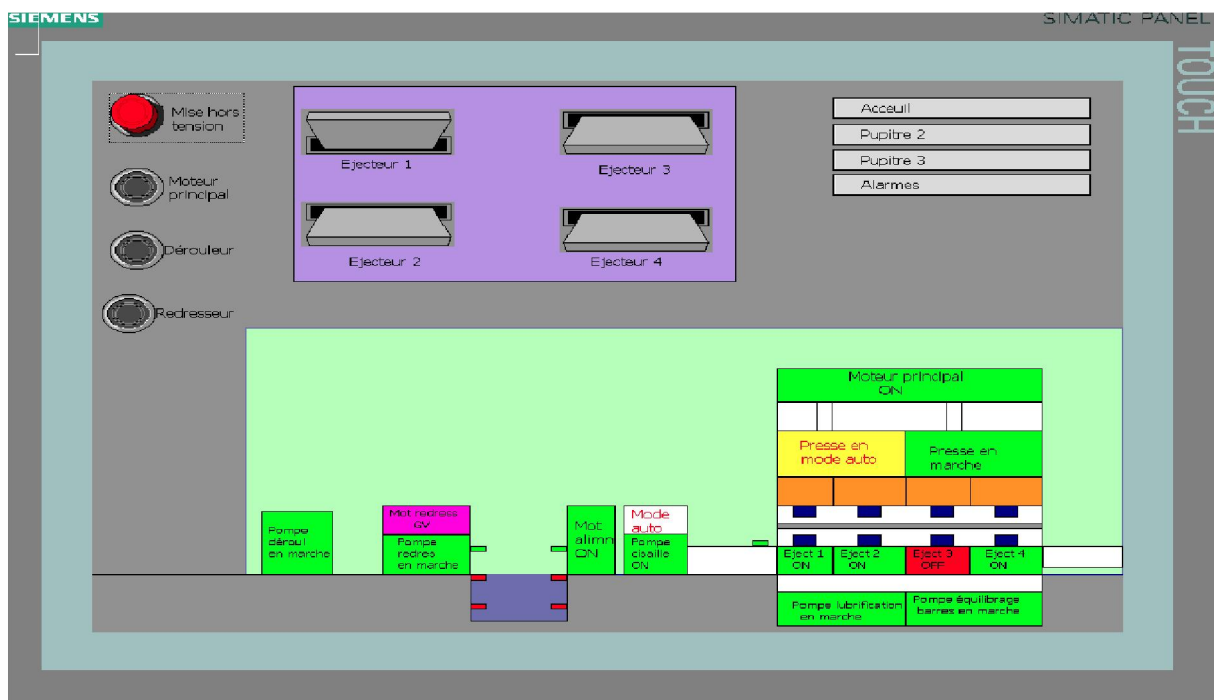 SIEMENS
SIMATIC PANEL
TOUCH
Mise hors
tension
Moteur
principal
Dérouleur
Redresseur
Ejecteur 1
Ejecteur 3
Ejecteur 2
Ejecteur 4
Acceuil
Pupitre 2
Pupitre 3
Alarmes
Moteur principal
ON
Presse en
mode auto
Presse en
marche
Pompe
déroul
en marche
Mot redress
GV
Pompe
redres
en marche
Mot
alimn
ON
Mode
auto
Pompe
cisaille
ON
Eject 1
ON
Eject 2
ON
Eject 3
OFF
Eject 4
ON
Pompe lubrification
en marche
Pompe équilibrage
barres en marche